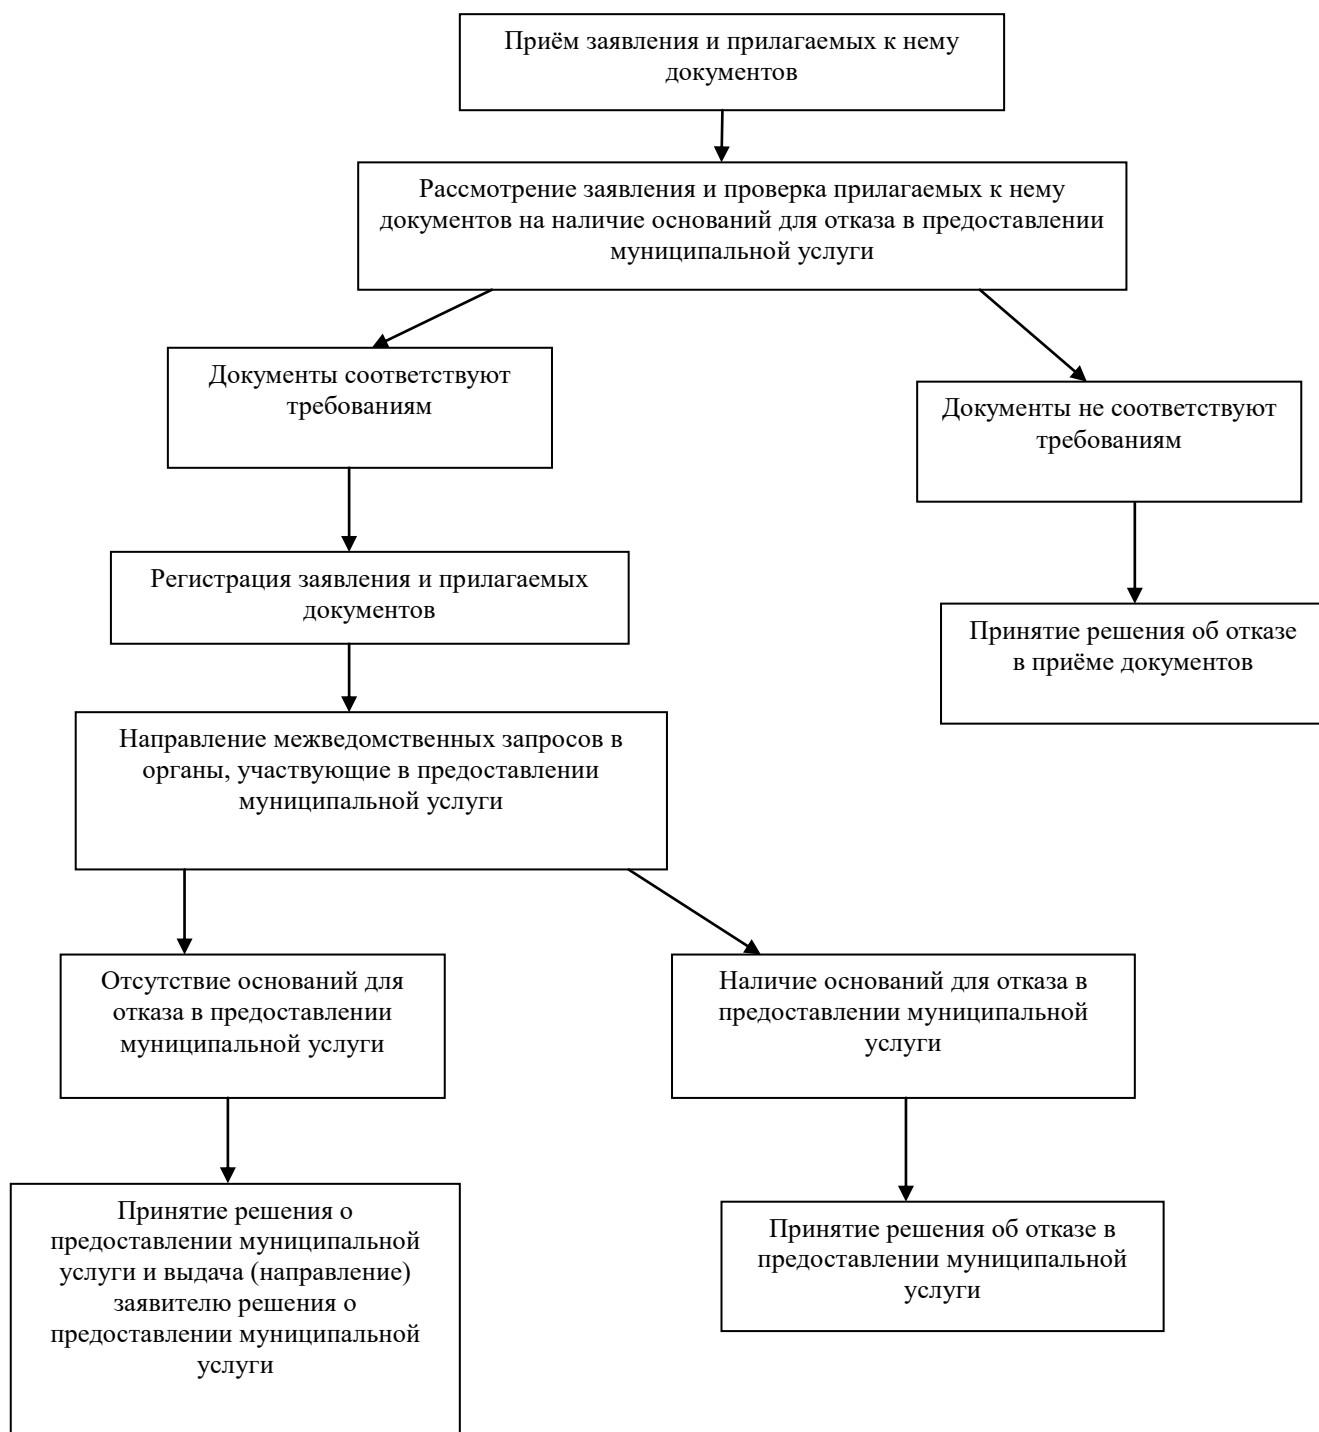 Приём заявления и прилагаемых к нему
документов
Рассмотрение заявления и проверка прилагаемых к нему
документов на наличие оснований для отказа в предоставлении
муниципальной услуги
Документы соответствуют
требованиям
Документы не соответствуют
требованиям
Регистрация заявления и прилагаемых
документов
Принятие решения об отказе
в приёме документов
Направление межведомственных запросов в
органы, участвующие в предоставлении
муниципальной услуги
Отсутствие оснований для
отказа в предоставлении
муниципальной услуги
Наличие оснований для отказа в
предоставлении муниципальной
услуги
Принятие решения о
предоставлении муниципальной
услуги и выдача (направление)
заявителю решения о
предоставлении муниципальной
услуги
Принятие решения об отказе в
предоставлении муниципальной
услуги